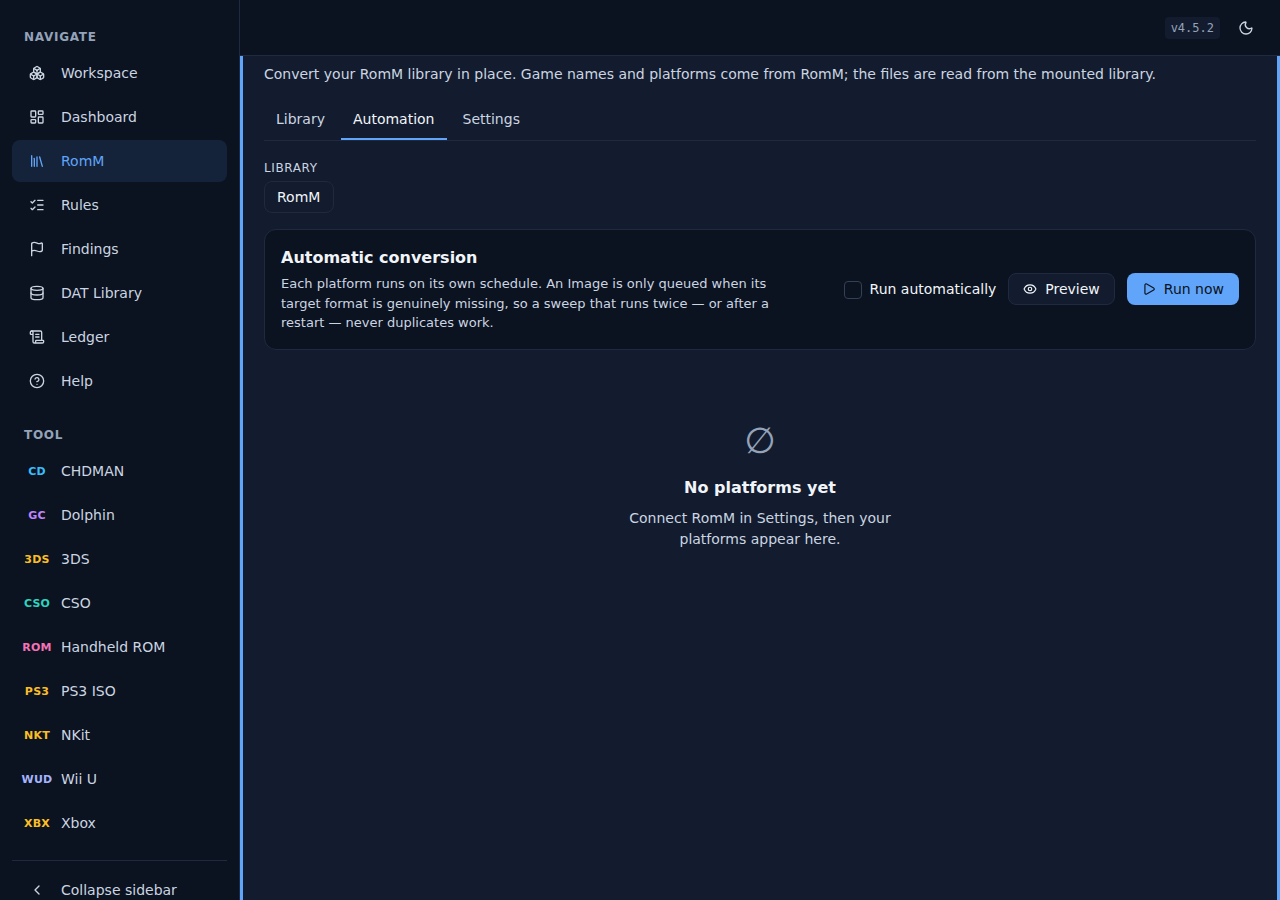 NAVIGATE
Workspace
Dashboard
RomM
Rules
Findings
DAT Library
Ledger
Help
TOOL
CD CHDMAN
GC Dolphin
3DS 3DS
CSO CSO
ROM Handheld ROM
PS3 PS3 ISO
NKT NKit
WUD Wii U
XBX Xbox
Collapse sidebar
v4.5.2
Convert your RomM library in place. Game names and platforms come from RomM; the files are read from the mounted library.
Library Automation Settings
LIBRARY
RomM
Automatic conversion
Each platform runs on its own schedule. An Image is only queued when its
target format is genuinely missing, so a sweep that runs twice — or after a
restart — never duplicates work.
Run automatically Preview Run now
No platforms yet
Connect RomM in Settings, then your
platforms appear here.